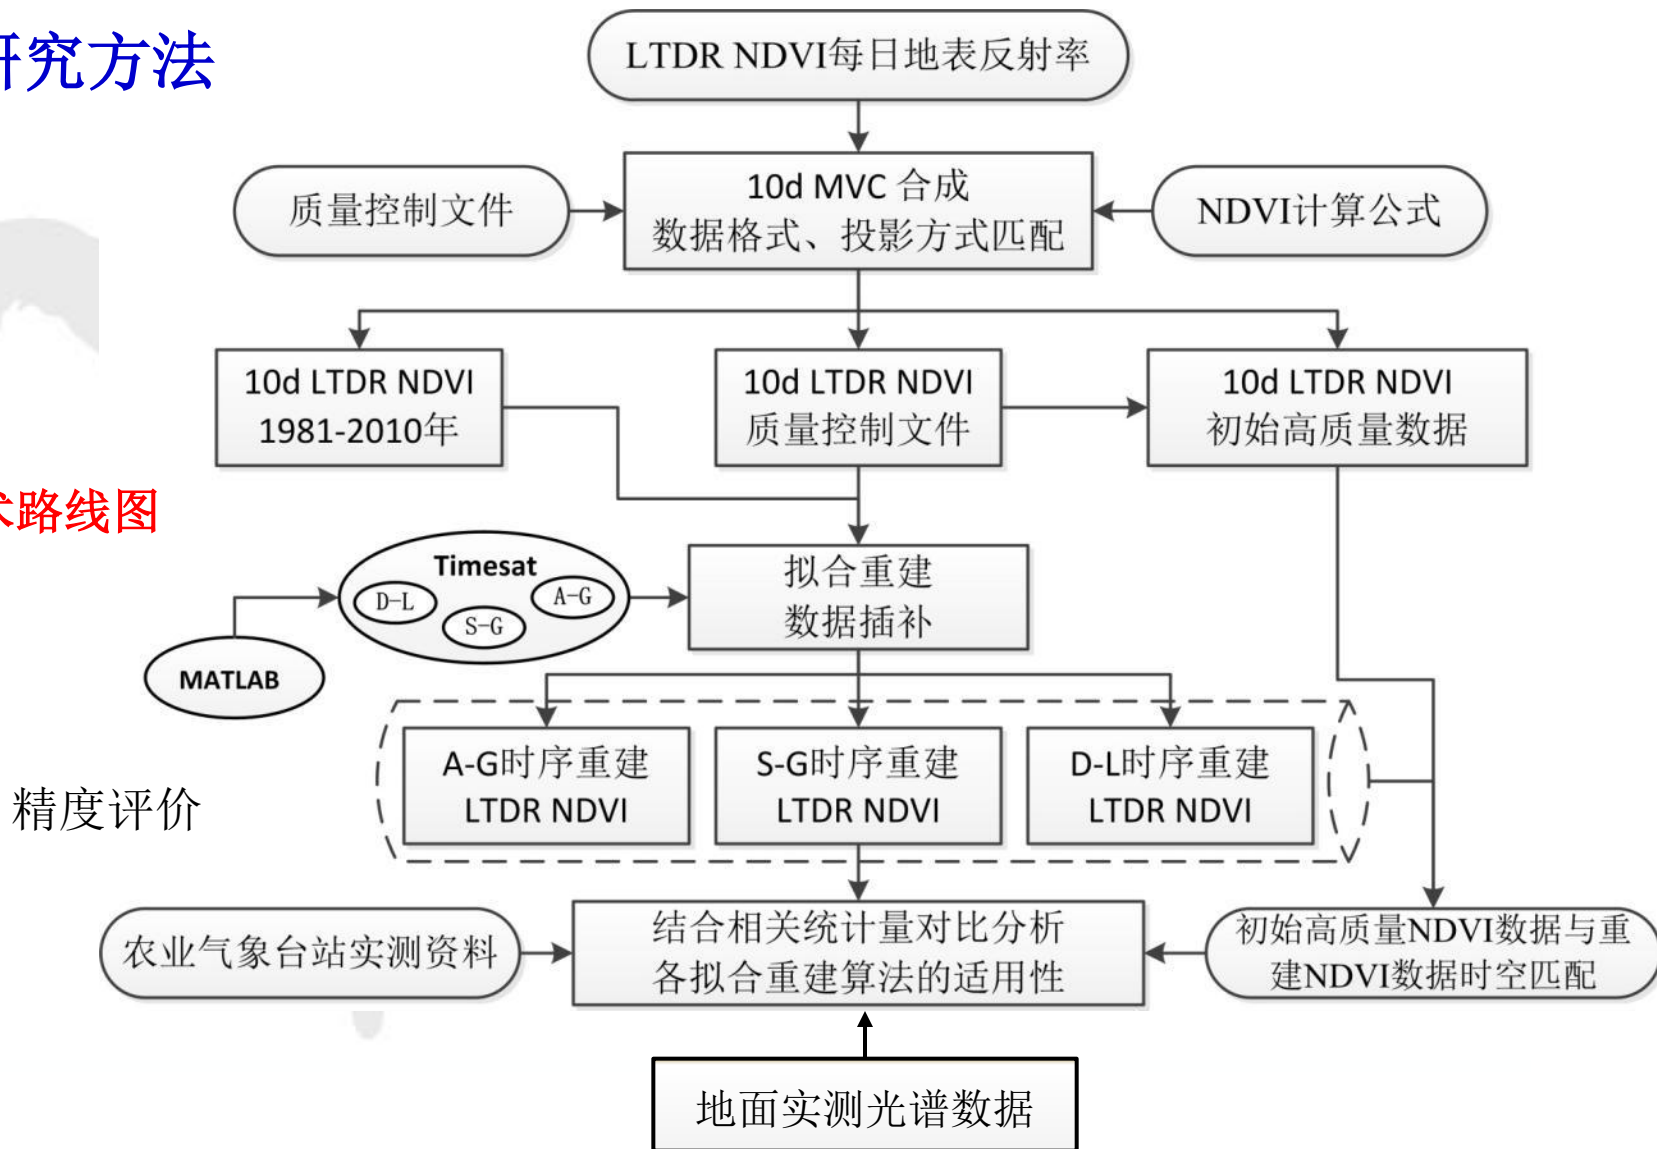 研究方法
LTDR NDVI每日地表反射率
质量控制文件
10d MVC 合成
数据格式、投影方式匹配
NDVI计算公式
10d LTDR NDVI
1981-2010年
10d LTDR NDVI
质量控制文件
10d LTDR NDVI
初始高质量数据
术路线图
Timesat
D-L
S-G
A-G
MATLAB
拟合重建
数据插补
A-G时序重建
LTDR NDVI
S-G时序重建
LTDR NDVI
D-L时序重建
LTDR NDVI
精度评价
农业气象台站实测资料
结合相关统计量对比分析
各拟合重建算法的适用性
初始高质量NDVI数据与重
建NDVI数据时空匹配
地面实测光谱数据